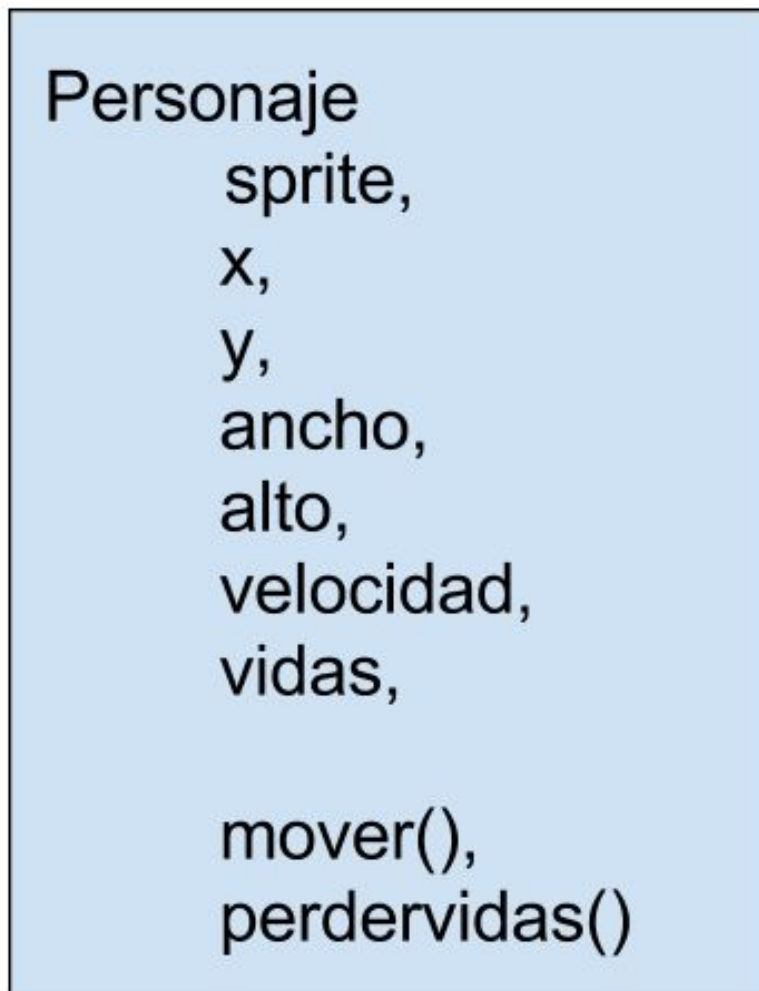 Personaje
sprite,
x,
y,
ancho,
alto,
velocidad,
vidas,
mover(),
perdervidas()